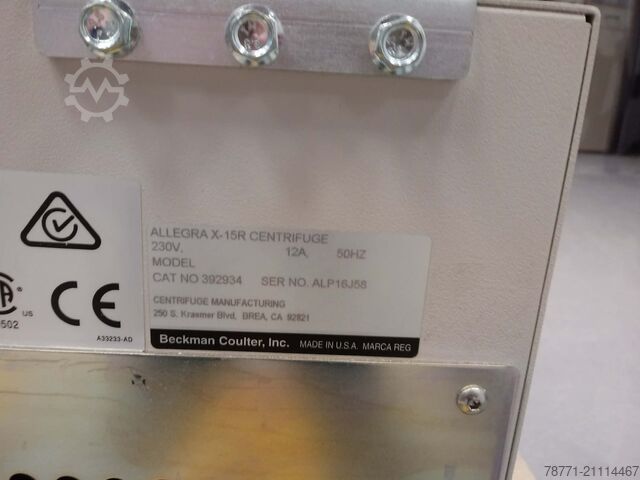 ALLEGRA X-15R CENTRIFUGE
230V, 12A, 50HZ
MODEL
CAT NO 392934 SER NO. ALP16J58
CENTRIFUGE MANUFACTURING
250 S. Kraemer Blvd, BREA, CA 92821
Beckman Coulter, Inc. MADE IN U.S.A. MARCA REG
us
CE
502
A33233-AD
78771-21114467